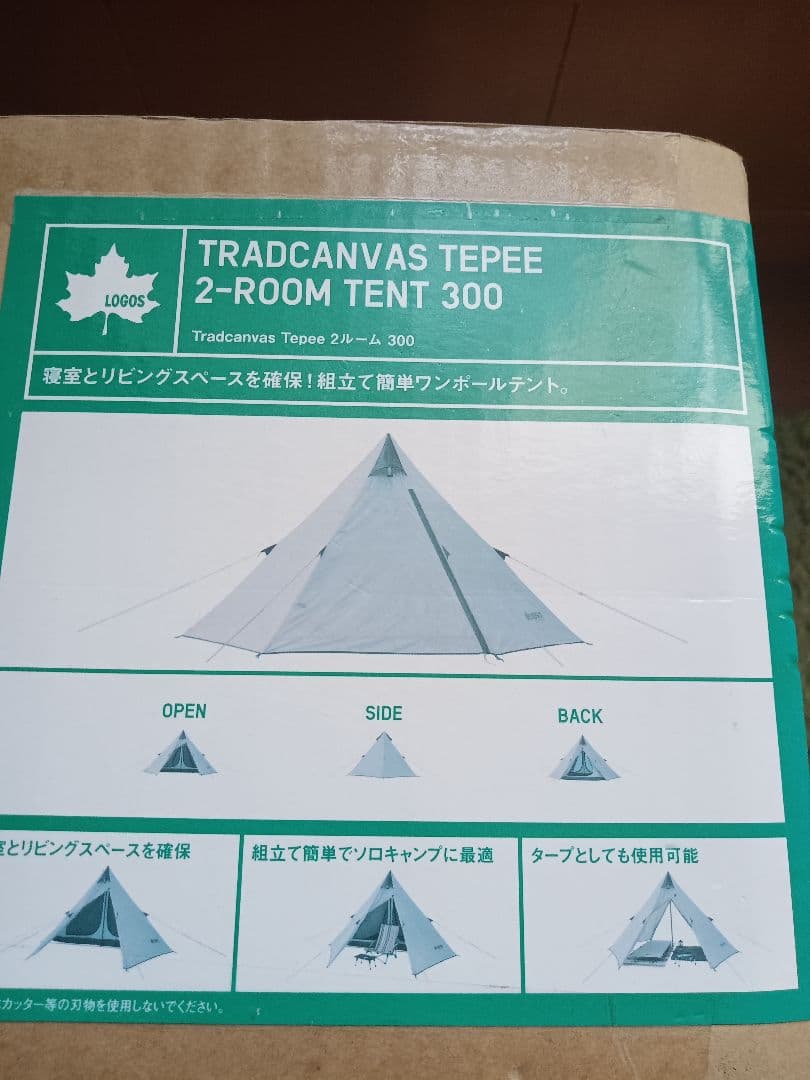 LOGOS
TRADCANVAS TEPEE
2-ROOM TENT 300
Tradcanvas Tepee 2ルーム 300
寝室とリビングスペースを確保!組立て簡単ワンポールテント。
OPEN
SIDE
BACK
室とリビングスペースを確保
組立て簡単でソロキャンプに最適
タープとしても使用可能
カッター等の刃物を使用しないでください。